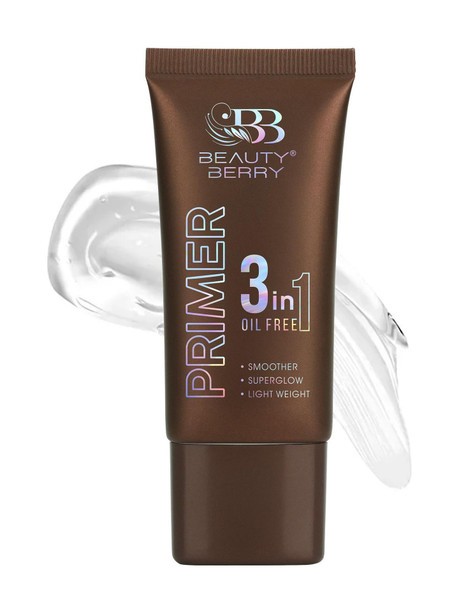 BB
BEAUTY®
BERRY
PRIMER
3in1
OIL FREE
• SMOOTHER
• SUPERGLOW
• LIGHT WEIGHT